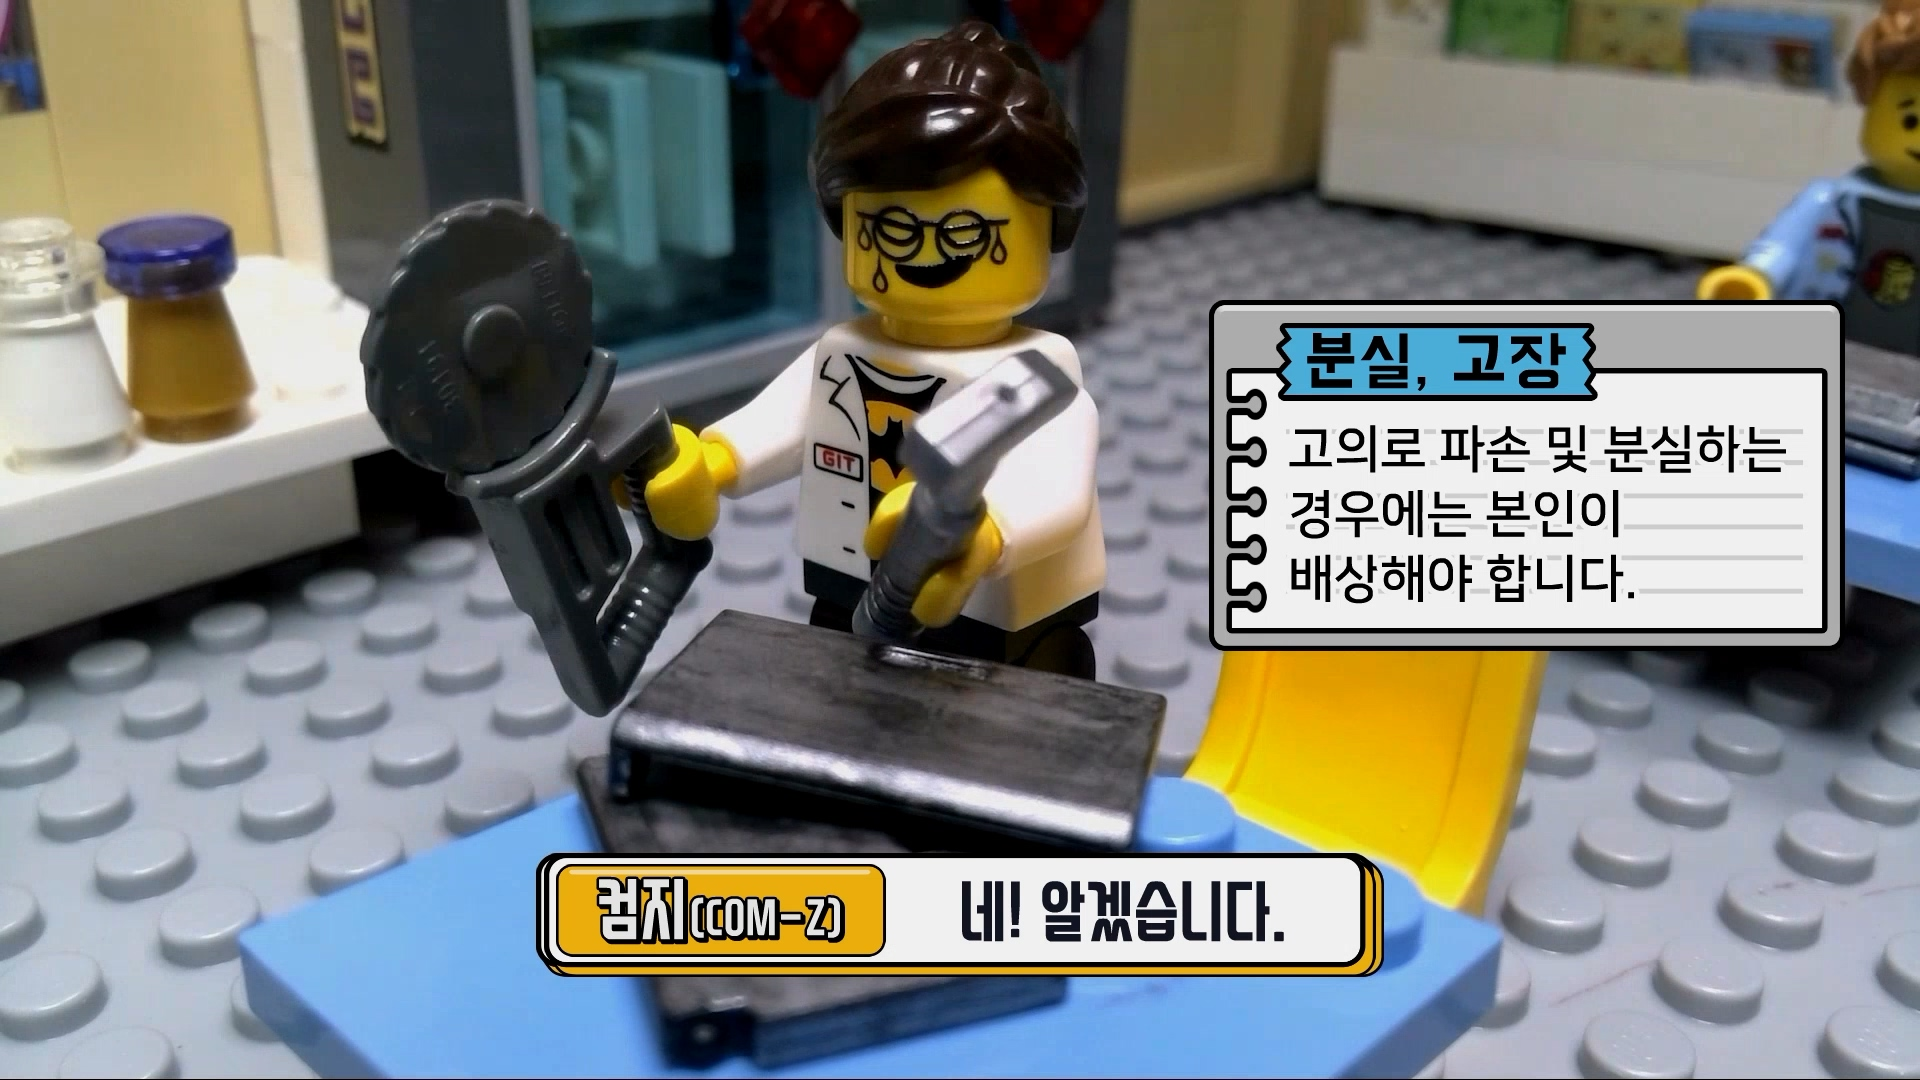 분실, 고장
고의로 파손 및 분실하는
경우에는 본인이
배상해야 합니다.
GIT
컴지(COM-Z)
네! 알겠습니다.